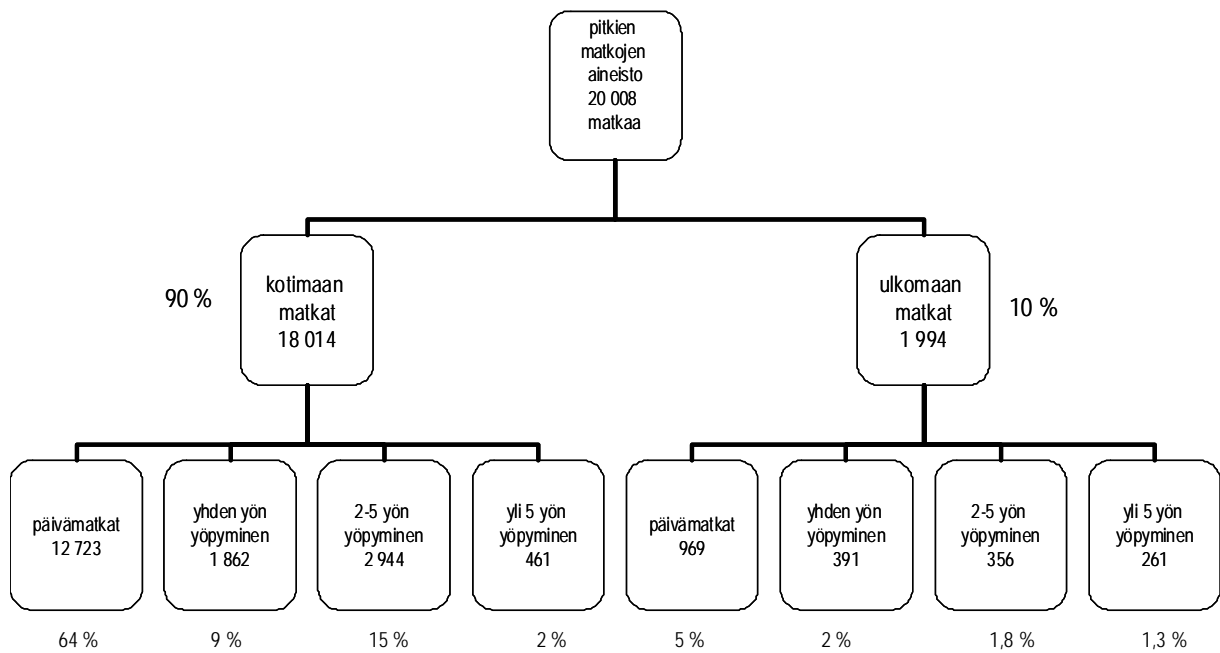 pitkien
matkojen
aineisto
20 008
matkaa
90 %
kotimaan
matkat
18 014
ulkomaan
matkat
1 994
10 %
päivämatkat
12 723
yhden yön
yöpyminen
1 862
2-5 yön
yöpyminen
2 944
yli 5 yön
yöpyminen
461
päivämatkat
969
yhden yön
yöpyminen
391
2-5 yön
yöpyminen
356
yli 5 yön
yöpyminen
261
64 %
9 %
15 %
2 %
5 %
2 %
1,8 %
1,3 %